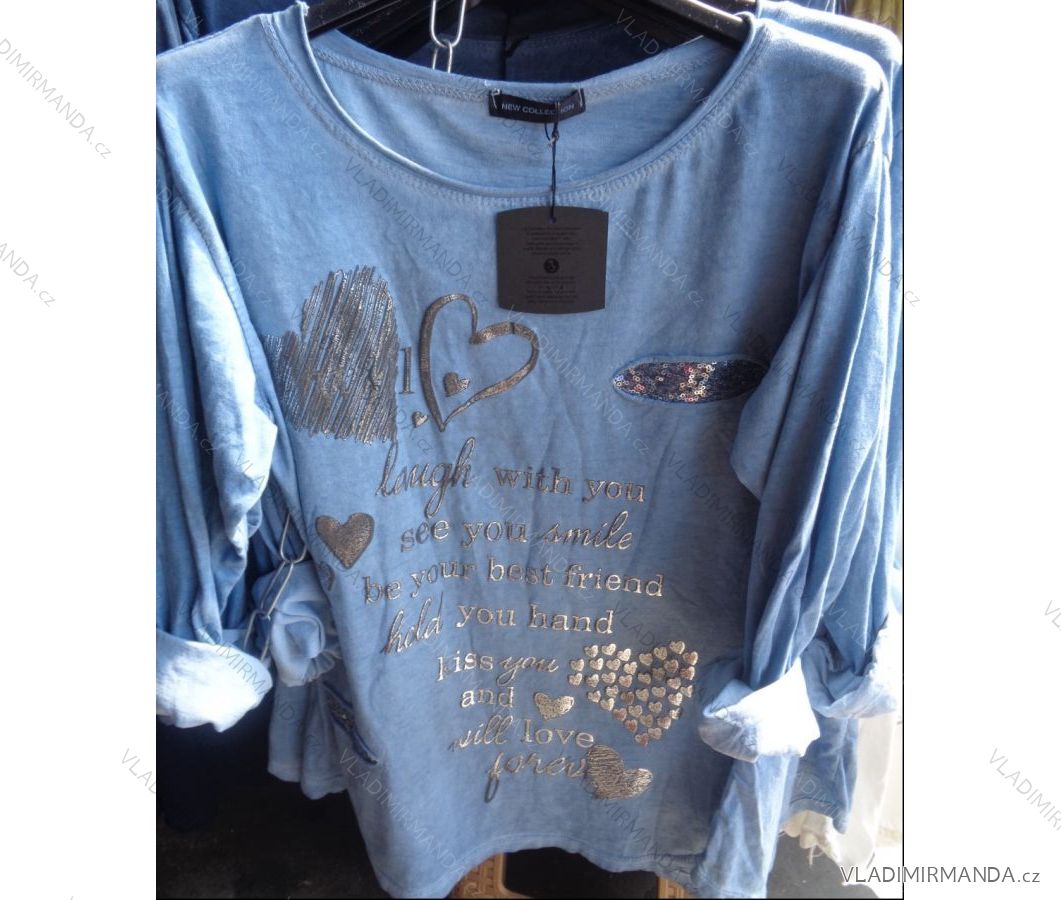 NEW COLLECTION
I
laugh with you
see you smile
be your best friend
hold you hand
kiss you
and
will love
forev
VLADIMIRMANDA.cz